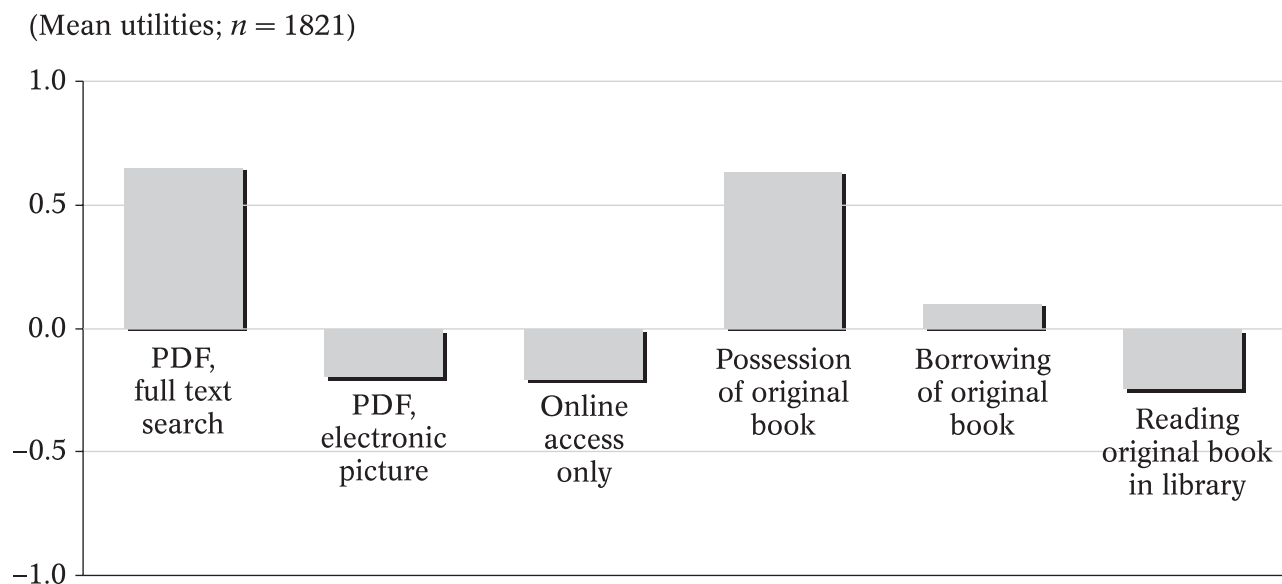 (Mean utilities; n = 1821)
1.0
0.5
0.0
−0.5
−1.0
PDF,
full text
search
PDF,
electronic
picture
Online
access
only
Possession
of original
book
Borrowing
of original
book
Reading
original book
in library